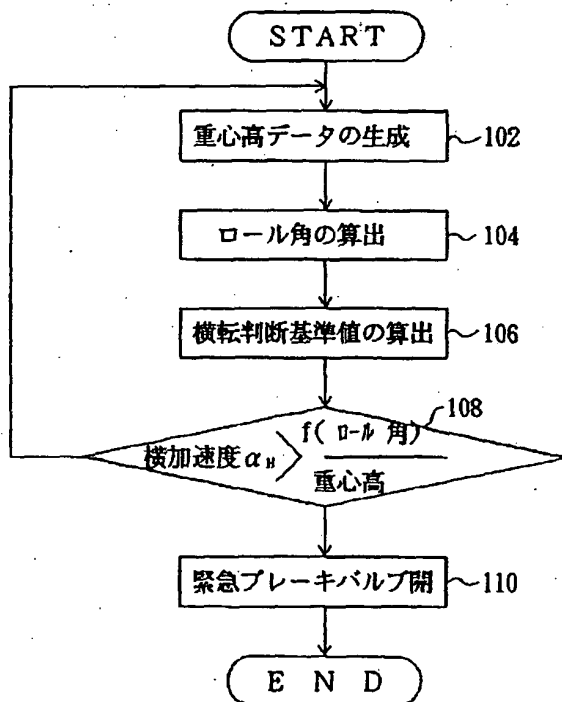 START
重心高データの生成 102
ロール角の算出 104
横転判断基準値の算出 106
108
f( ロール 角)
横加速度αH >
重心高
緊急ブレーキバルブ開 110
E N D